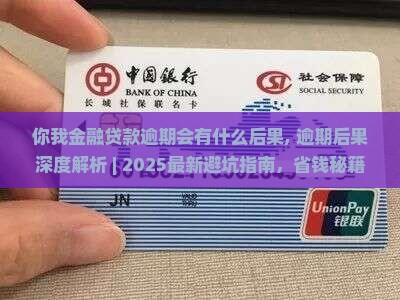 中国银行
BANK OF CHINA
长城社会保障卡
社会保障
SOCIAL SECURITY
你我金融贷款逾期会有什么后果, 逾期后果
深度解析 | 2025最新避坑指南，省钱秘籍
JN
UnionPay
银联